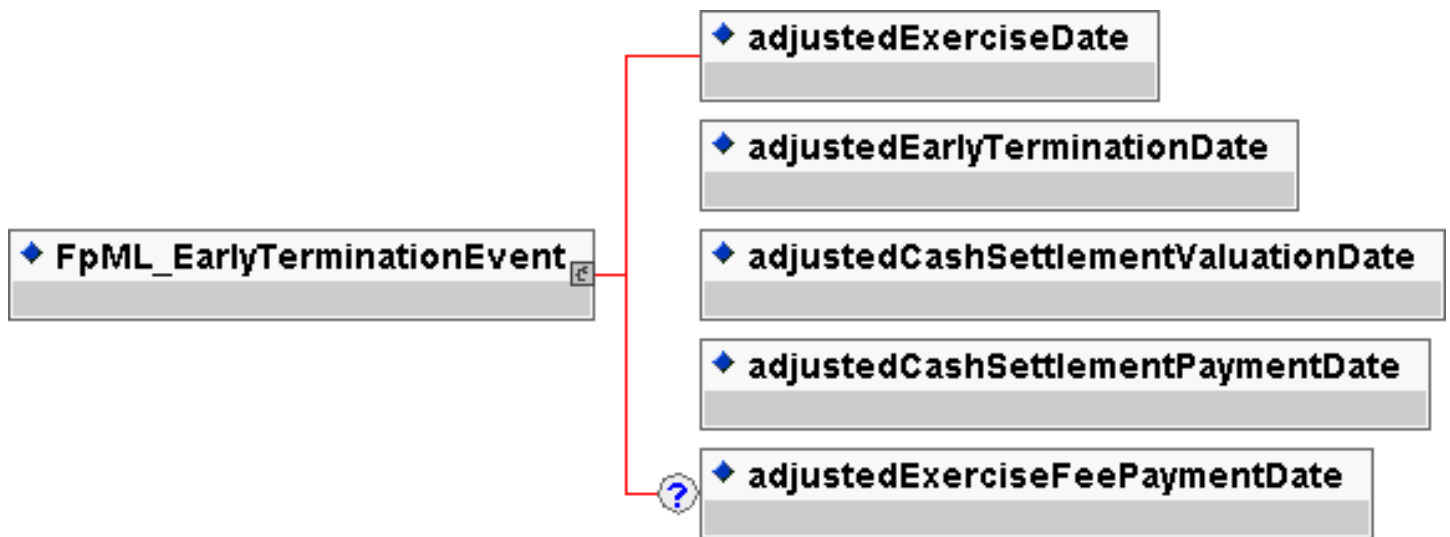 adjustedExerciseDate
adjustedEarlyTerminationDate
FpML_EarlyTerminationEvent
adjustedCashSettlementValuationDate
adjustedCashSettlementPaymentDate
?
adjustedExerciseFeePaymentDate